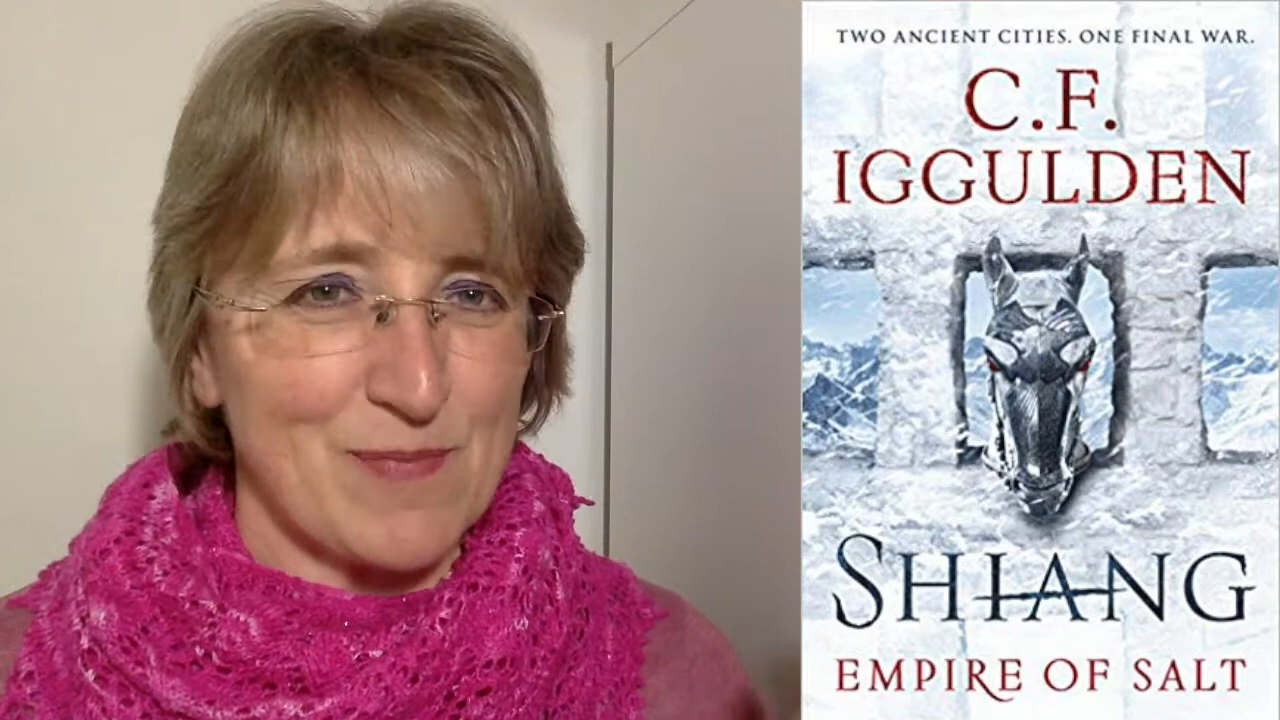 TWO ANCIENT CITIES. ONE FINAL WAR.
C.F.
IGGULDEN
SHIANG
EMPIRE OF SALT